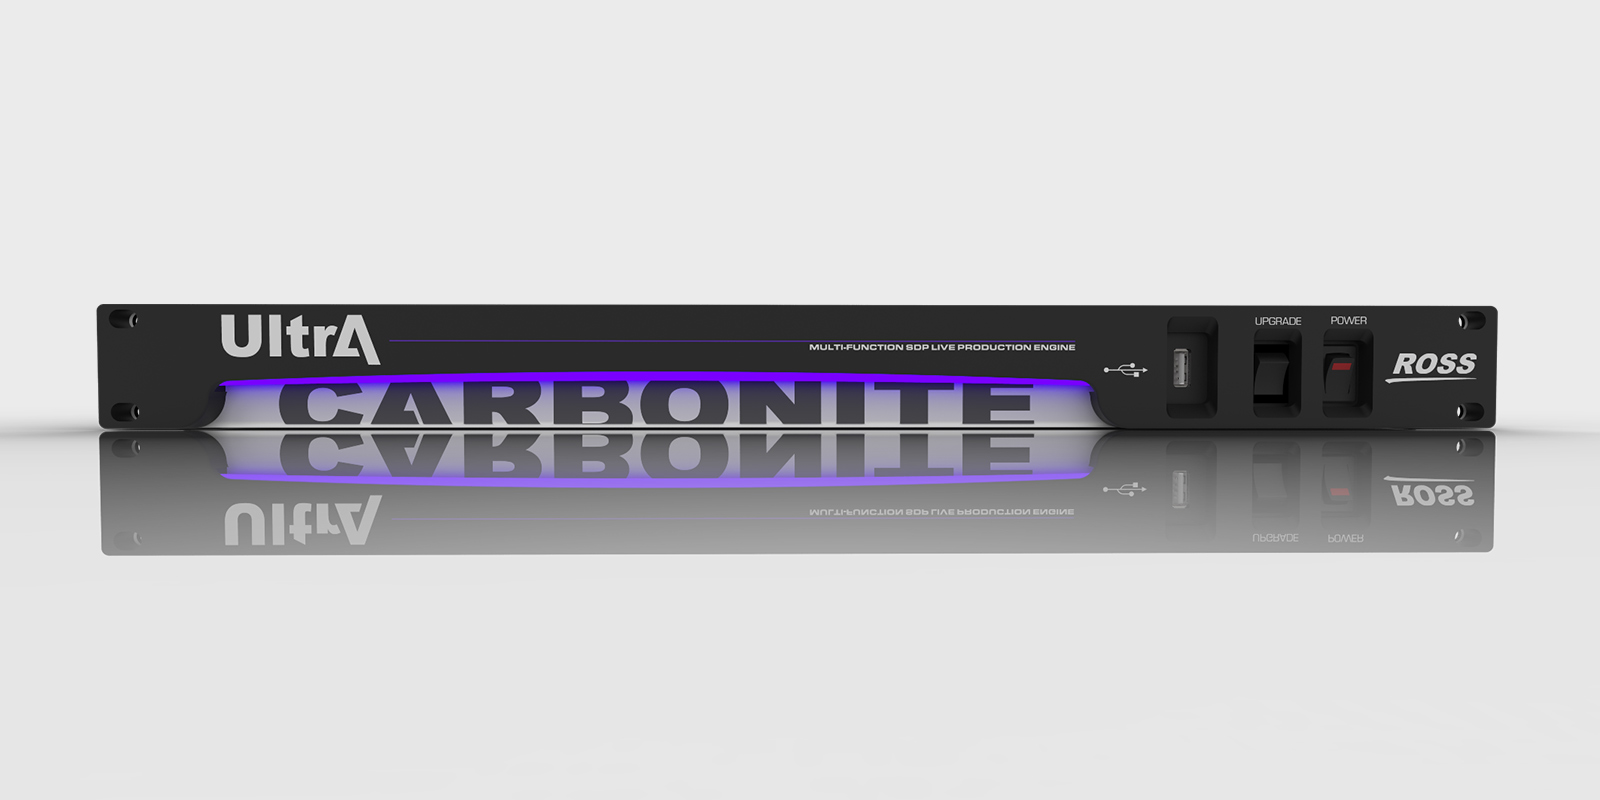 UltrA
MULTI-FUNCTION SDP LIVE PRODUCTION ENGINE
CARBONITE
UPGRADE
POWER
ROSS